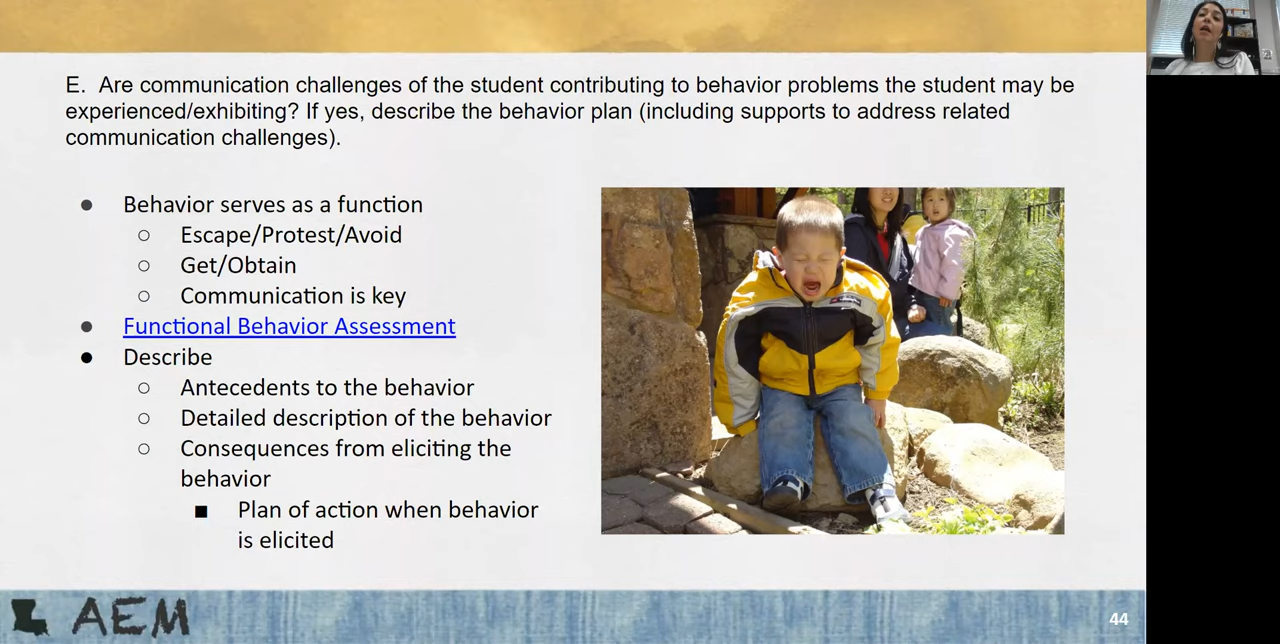 E. Are communication challenges of the student contributing to behavior problems the student may be
experienced/exhibiting? If yes, describe the behavior plan (including supports to address related
communication challenges).
● Behavior serves as a function
○ Escape/Protest/Avoid
○ Get/Obtain
○ Communication is key
● Functional Behavior Assessment
● Describe
○ Antecedents to the behavior
○ Detailed description of the behavior
○ Consequences from eliciting the
behavior
■ Plan of action when behavior
is elicited
AEM
44